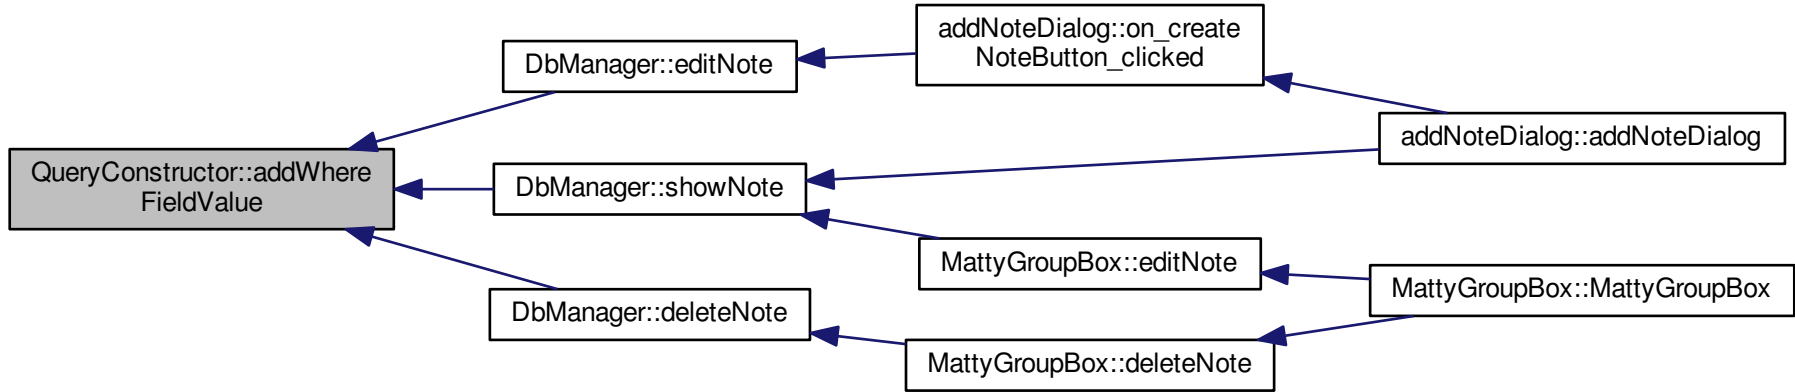 QueryConstructor::addWhere
FieldValue
DbManager::editNote
addNoteDialog::on_create
NoteButton_clicked
addNoteDialog::addNoteDialog
DbManager::showNote
MattyGroupBox::editNote
MattyGroupBox::MattyGroupBox
DbManager::deleteNote
MattyGroupBox::deleteNote